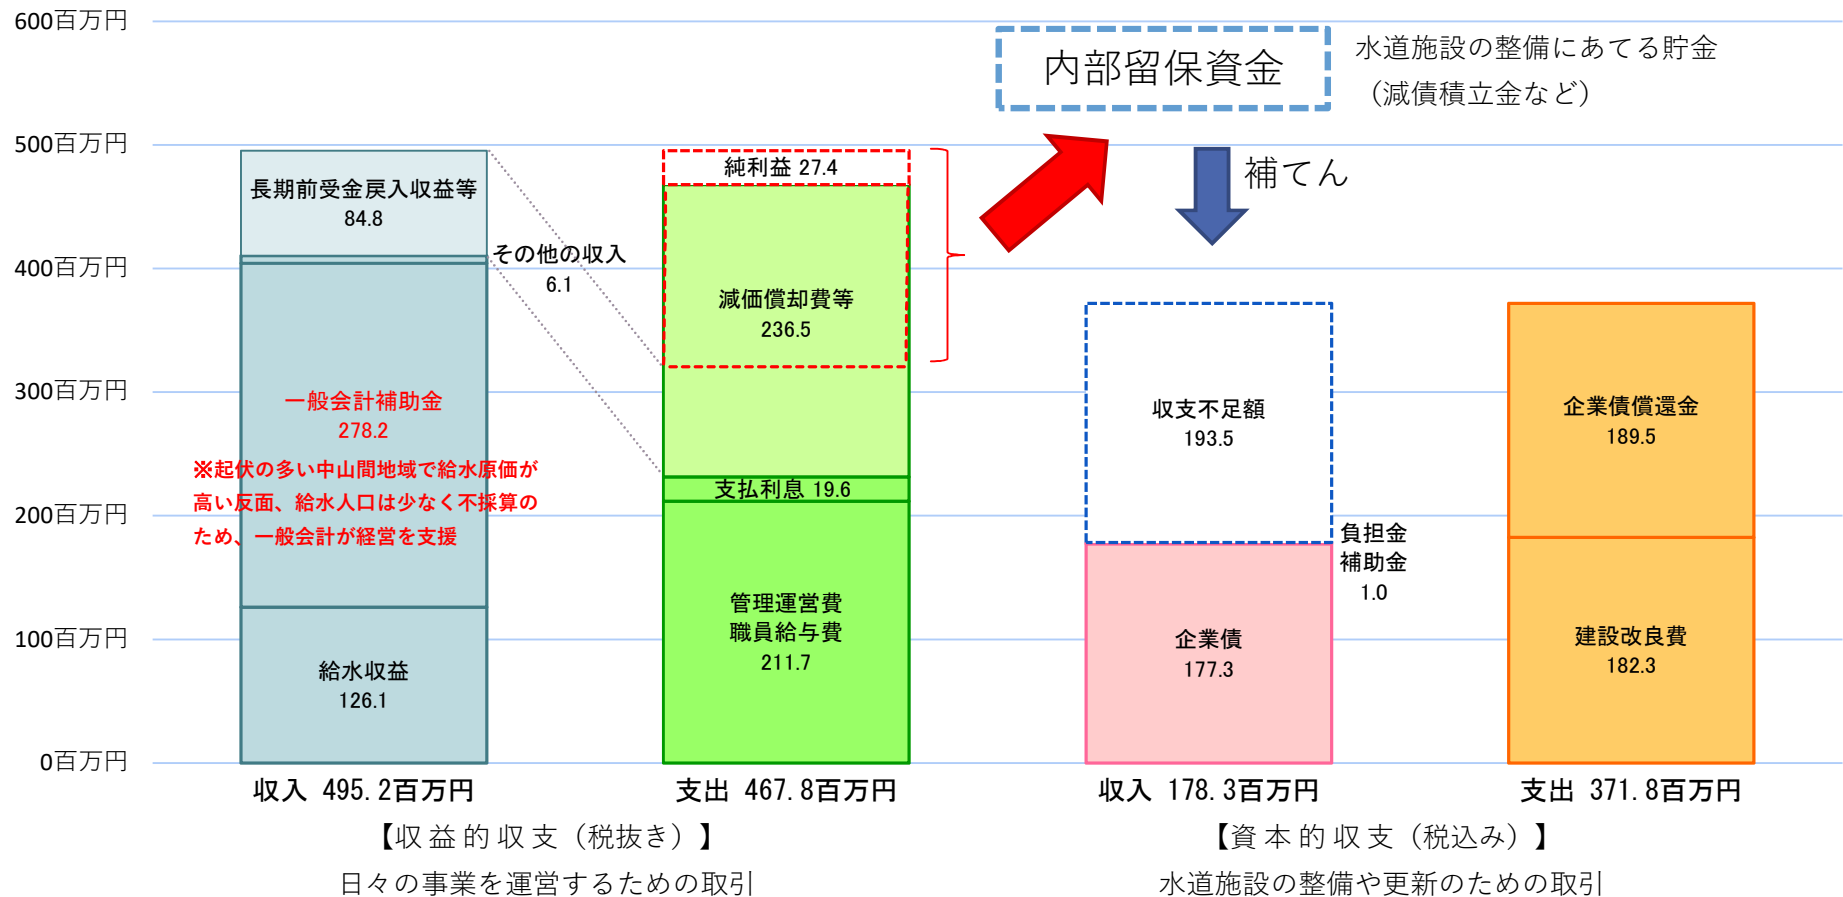 600百万円
500百万円
400百万円
300百万円
200百万円
100百万円
0百万円
長期前受金戻入収益等
84.8
その他の収入
6.1
一般会計補助金
278.2
※起伏の多い中山間地域で給水原価が
高い反面、給水人口は少なく不採算の
ため、一般会計が経営を支援
給水収益
126.1
純利益 27.4
減価償却費等
236.5
支払利息 19.6
管理運営費
職員給与費
211.7
内部留保資金
水道施設の整備にあてる貯金
（減債積立金など）
補てん
収支不足額
193.5
負担金
補助金
1.0
企業債
177.3
企業債償還金
189.5
建設改良費
182.3
収入 495.2百万円
支出 467.8百万円
収入 178.3百万円
支出 371.8百万円
【収益的収支（税抜き）】
日々の事業を運営するための取引
【資本的収支（税込み）】
水道施設の整備や更新のための取引